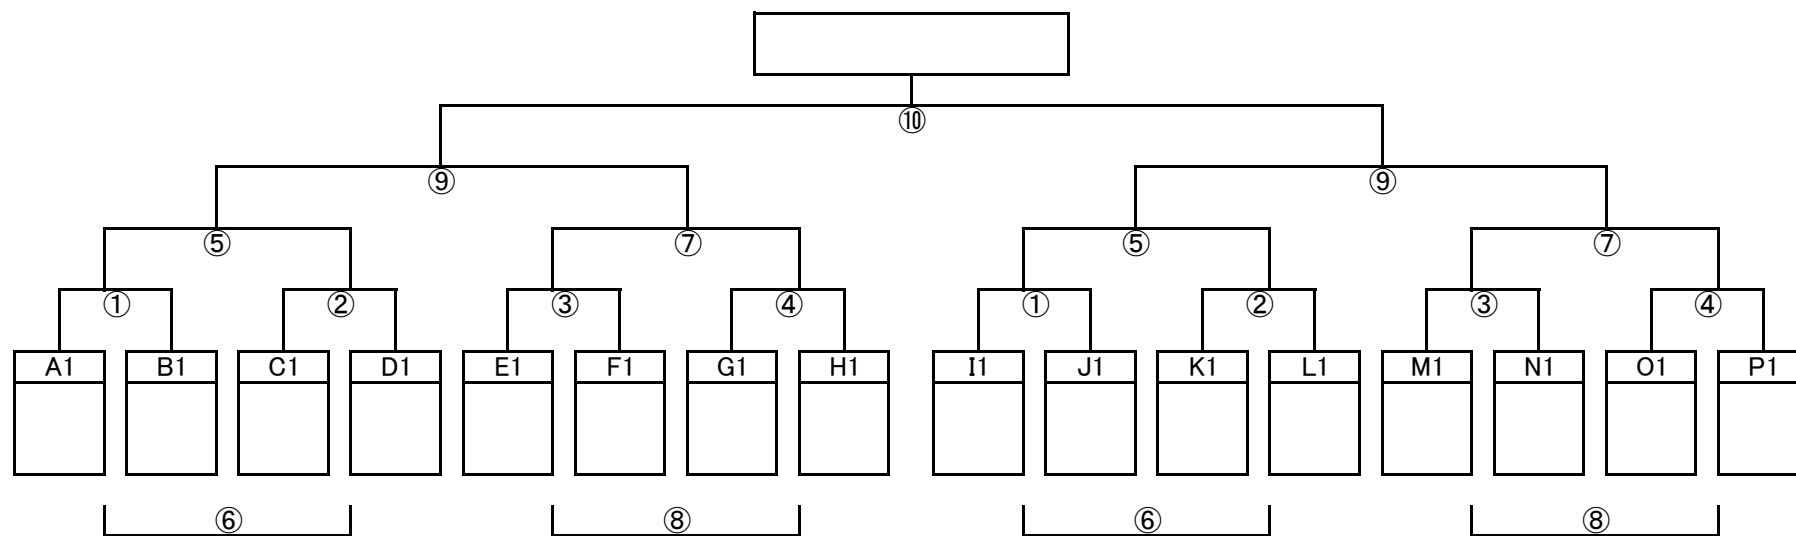 ⑩
⑨ ⑨
⑤ ⑦ ⑤ ⑦
① ② ③ ④ ① ② ③ ④
A1 B1 C1 D1 E1 F1 G1 H1 I1 J1 K1 L1 M1 N1 O1 P1
⑥ ⑧ ⑥ ⑧